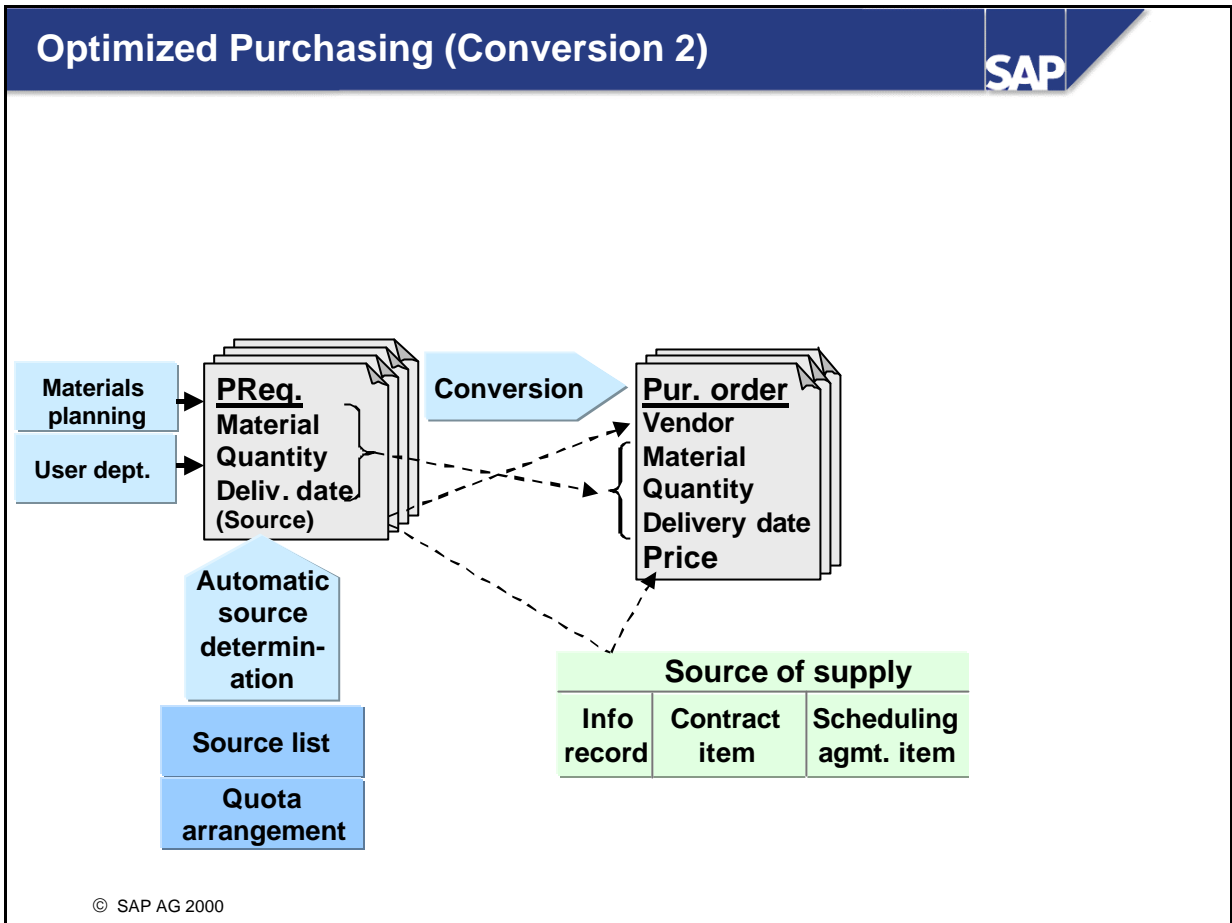 Optimized Purchasing (Conversion 2)
SAP
Materials
planning
User dept.
PReq.
Material
Quantity
Deliv. date
(Source)
Conversion
Pur. order
Vendor
Material
Quantity
Delivery date
Price
Automatic
source
determin-
ation
Source list
Quota
arrangement
Source of supply
Info
record
Contract
item
Scheduling
agmt. item
© SAP AG 2000